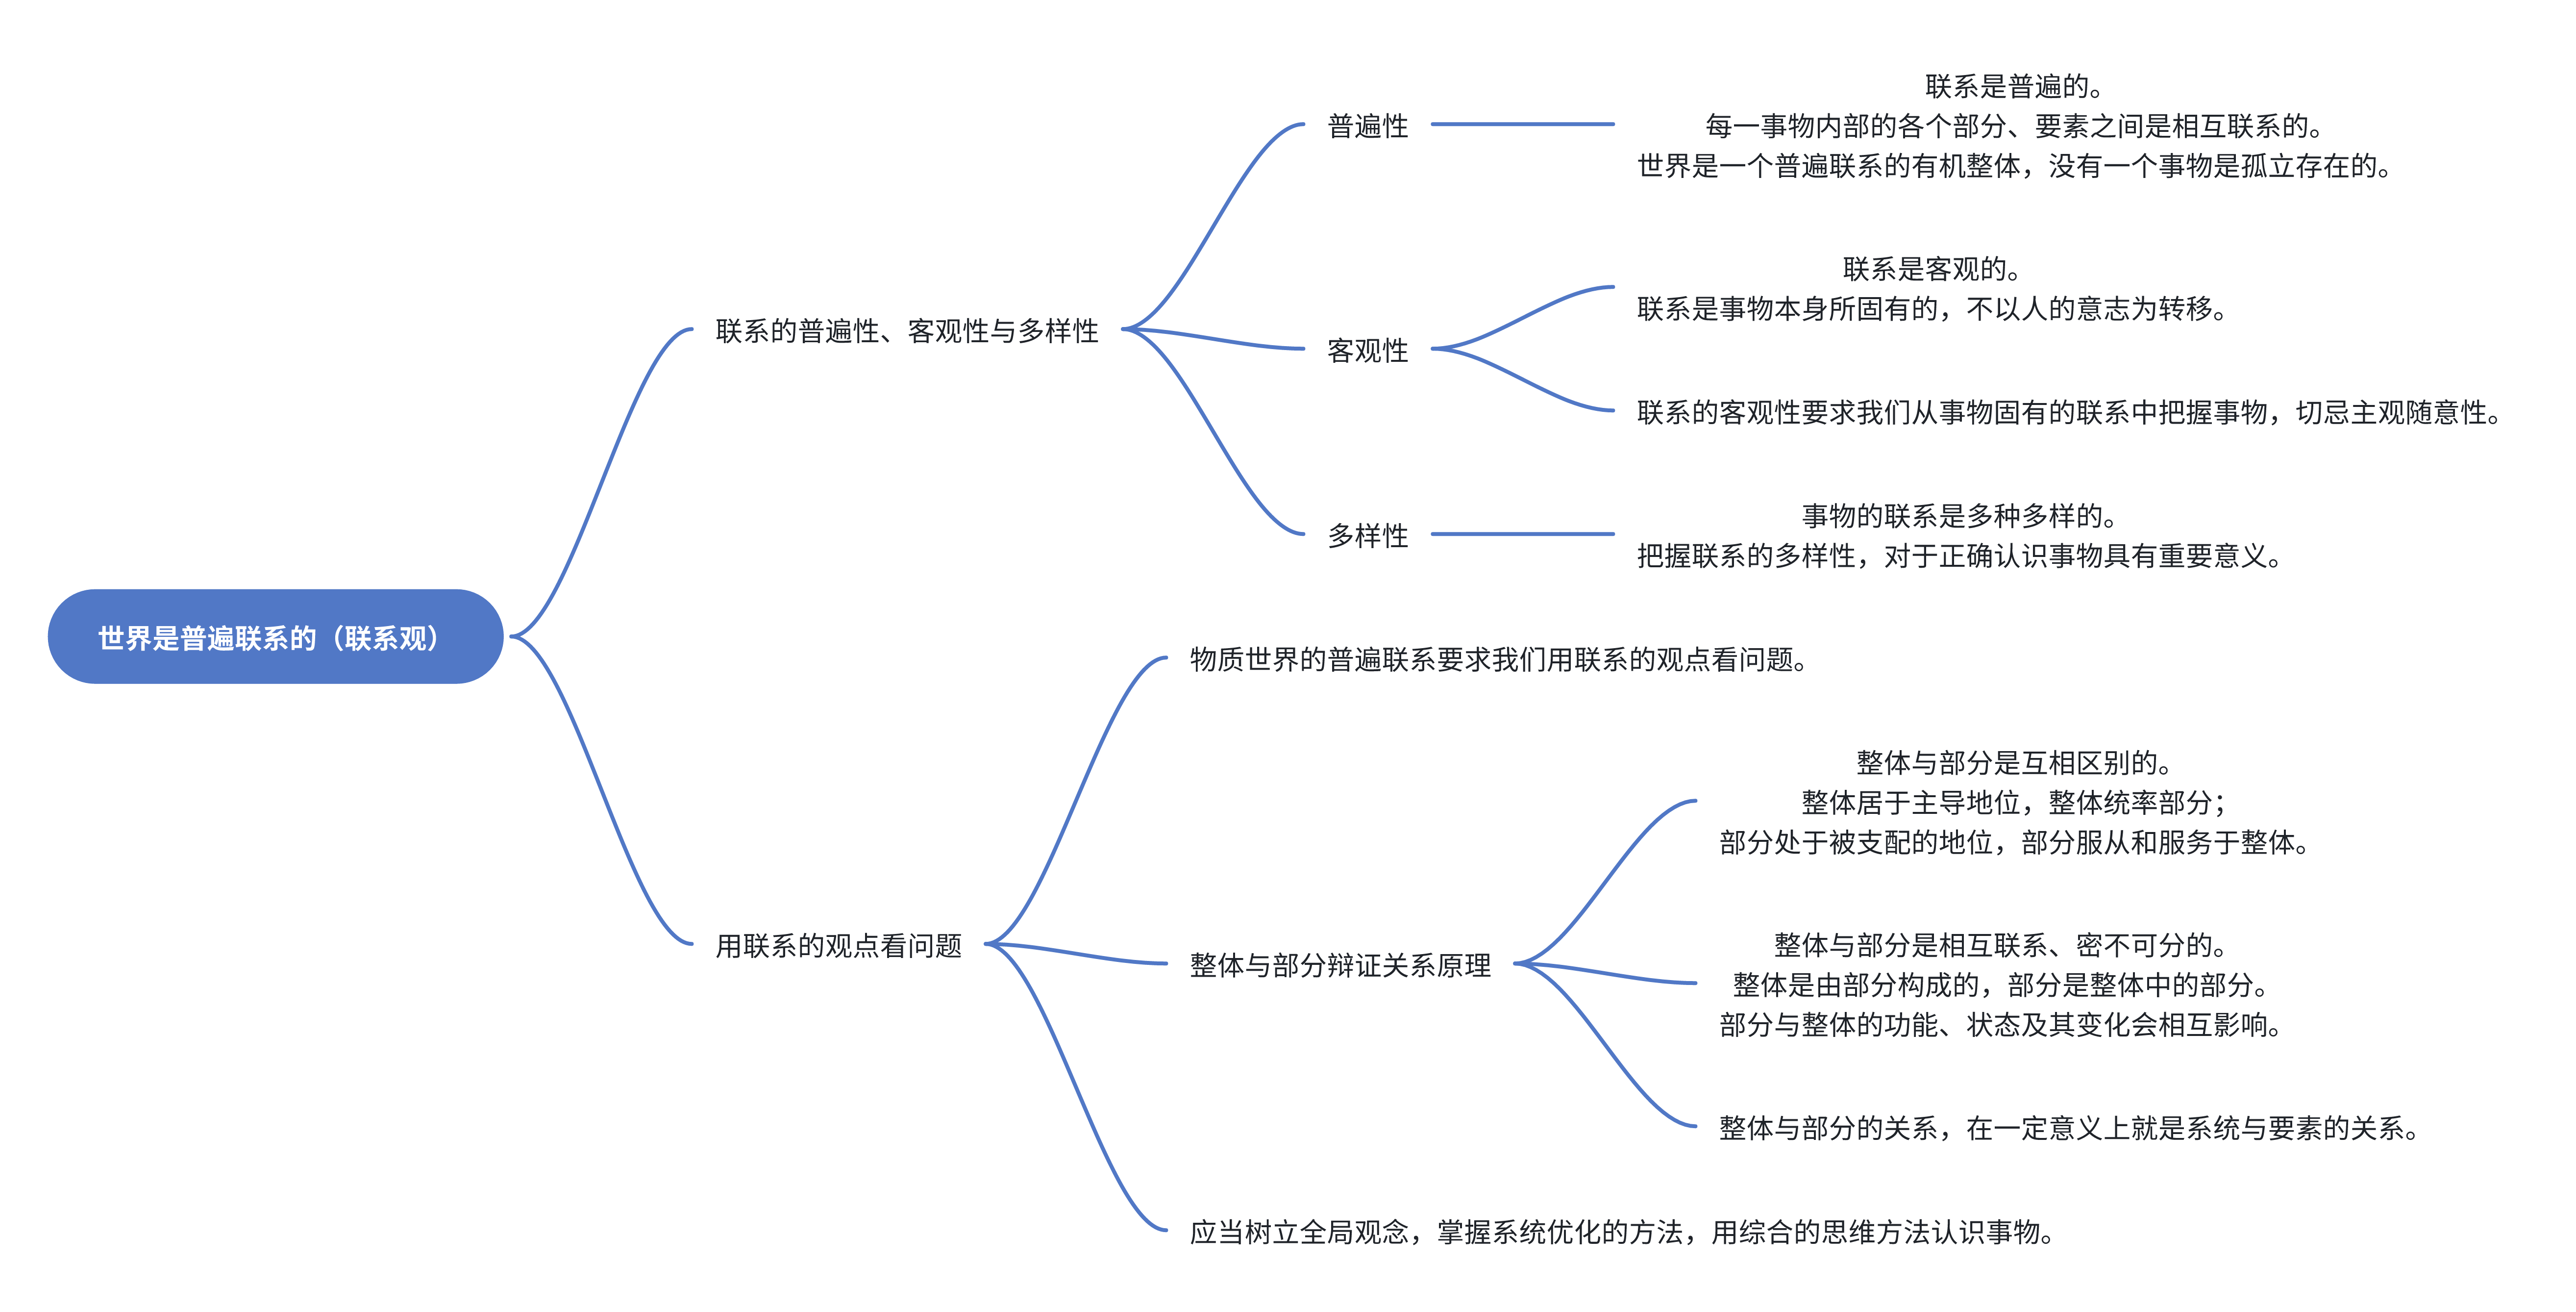 世界是普遍联系的（联系观）
联系的普遍性、客观性与多样性
普遍性
联系是普遍的。
每一事物内部的各个部分、要素之间是相互联系的。
世界是一个普遍联系的有机整体，没有一个事物是孤立存在的。
客观性
联系是客观的。
联系是事物本身所固有的，不以人的意志为转移。
联系的客观性要求我们从事物固有的联系中把握事物，切忌主观随意性。
多样性
事物的联系是多种多样的。
把握联系的多样性，对于正确认识事物具有重要意义。
用联系的观点看问题
物质世界的普遍联系要求我们用联系的观点看问题。
整体与部分辩证关系原理
整体与部分是互相区别的。
整体居于主导地位，整体统率部分；
部分处于被支配的地位，部分服从和服务于整体。
整体与部分是相互联系、密不可分的。
整体是由部分构成的，部分是整体中的部分。
部分与整体的功能、状态及其变化会相互影响。
整体与部分的关系，在一定意义上就是系统与要素的关系。
应当树立全局观念，掌握系统优化的方法，用综合的思维方法认识事物。